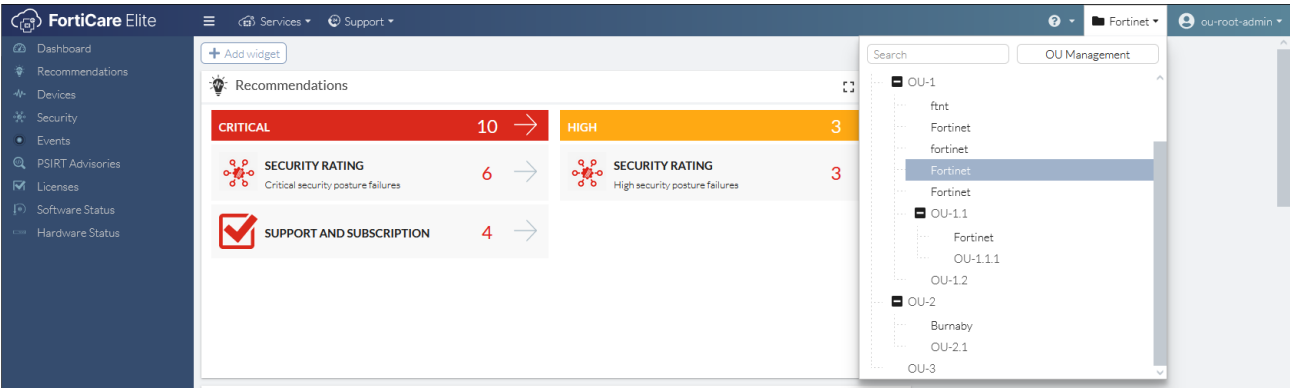 FortiCare Elite
Services
Support
Fortinet
ou-root-admin
Dashboard
Recommendations
Devices
Security
Events
PSIRT Advisories
Licenses
Software Status
Hardware Status
+ Add widget
Recommendations
CRITICAL 10
SECURITY RATING
Critical security posture failures
6
SUPPORT AND SUBSCRIPTION 4
HIGH 3
SECURITY RATING
High security posture failures
3
Search
OU Management
OU-1
ftnt
Fortinet
fortinet
Fortinet
Fortinet
OU-1.1
Fortinet
OU-1.1.1
OU-1.2
OU-2
Burnaby
OU-2.1
OU-3